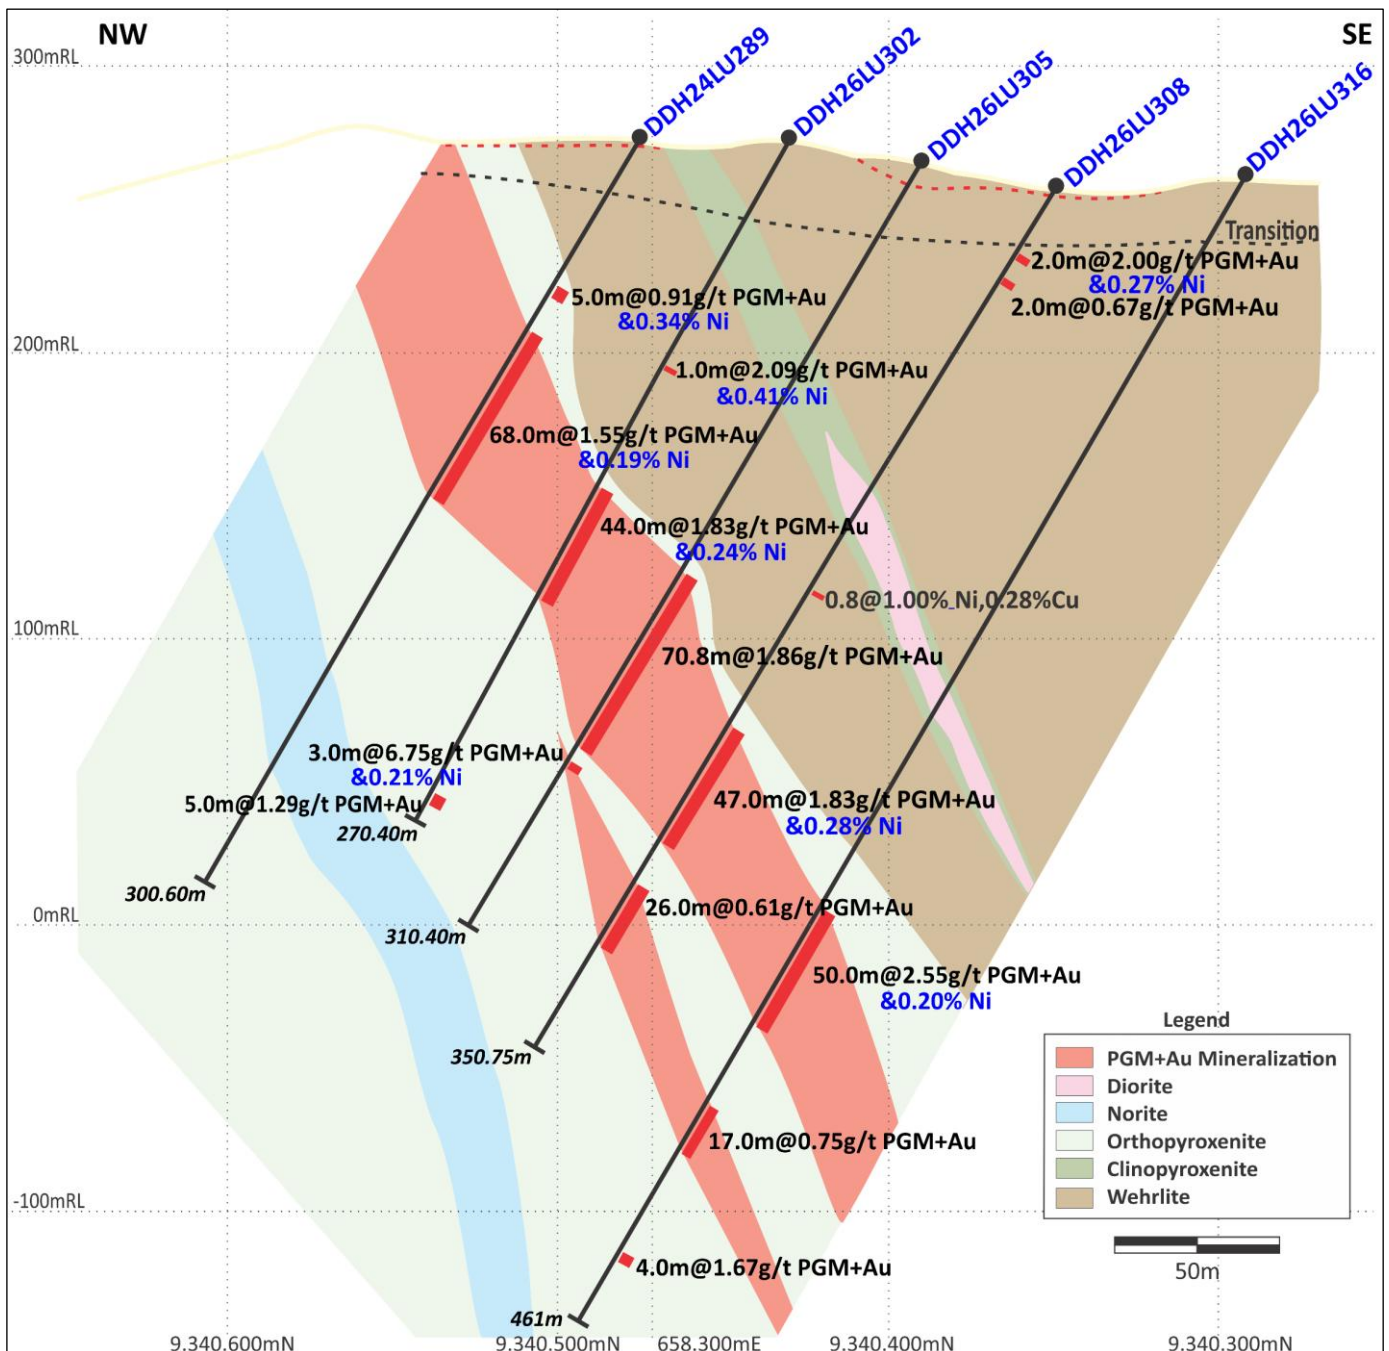 NW
SE
300mRL
DDH24LU289
DDH26LU302
DDH26LU305
DDH26LU308
DDH26LU316
Transition
2.0m@2.00g/t PGM+Au
&0.27% Ni
2.0m@0.67g/t PGM+Au
5.0m@0.91g/t PGM+Au
&0.34% Ni
200mRL
1.0m@2.09g/t PGM+Au
&0.41% Ni
68.0m@1.55g/t PGM+Au
&0.19% Ni
44.0m@1.83g/t PGM+Au
&0.24% Ni
0.8@1.00%_Ni,0.28%Cu
100mRL
70.8m@1.86g/t PGM+Au
3.0m@6.75g/t PGM+Au
&0.21% Ni
5.0m@1.29g/t PGM+Au
270.40m
47.0m@1.83g/t PGM+Au
&0.28% Ni
300.60m
26.0m@0.61g/t PGM+Au
0mRL
310.40m
50.0m@2.55g/t PGM+Au
&0.20% Ni
350.75m
17.0m@0.75g/t PGM+Au
-100mRL
4.0m@1.67g/t PGM+Au
461m
Legend
PGM+Au Mineralization
Diorite
Norite
Orthopyroxenite
Clinopyroxenite
Wehrlite
50m
9.340.600mN
9.340.500mN
658.300mE
9.340.400mN
9.340.300mN